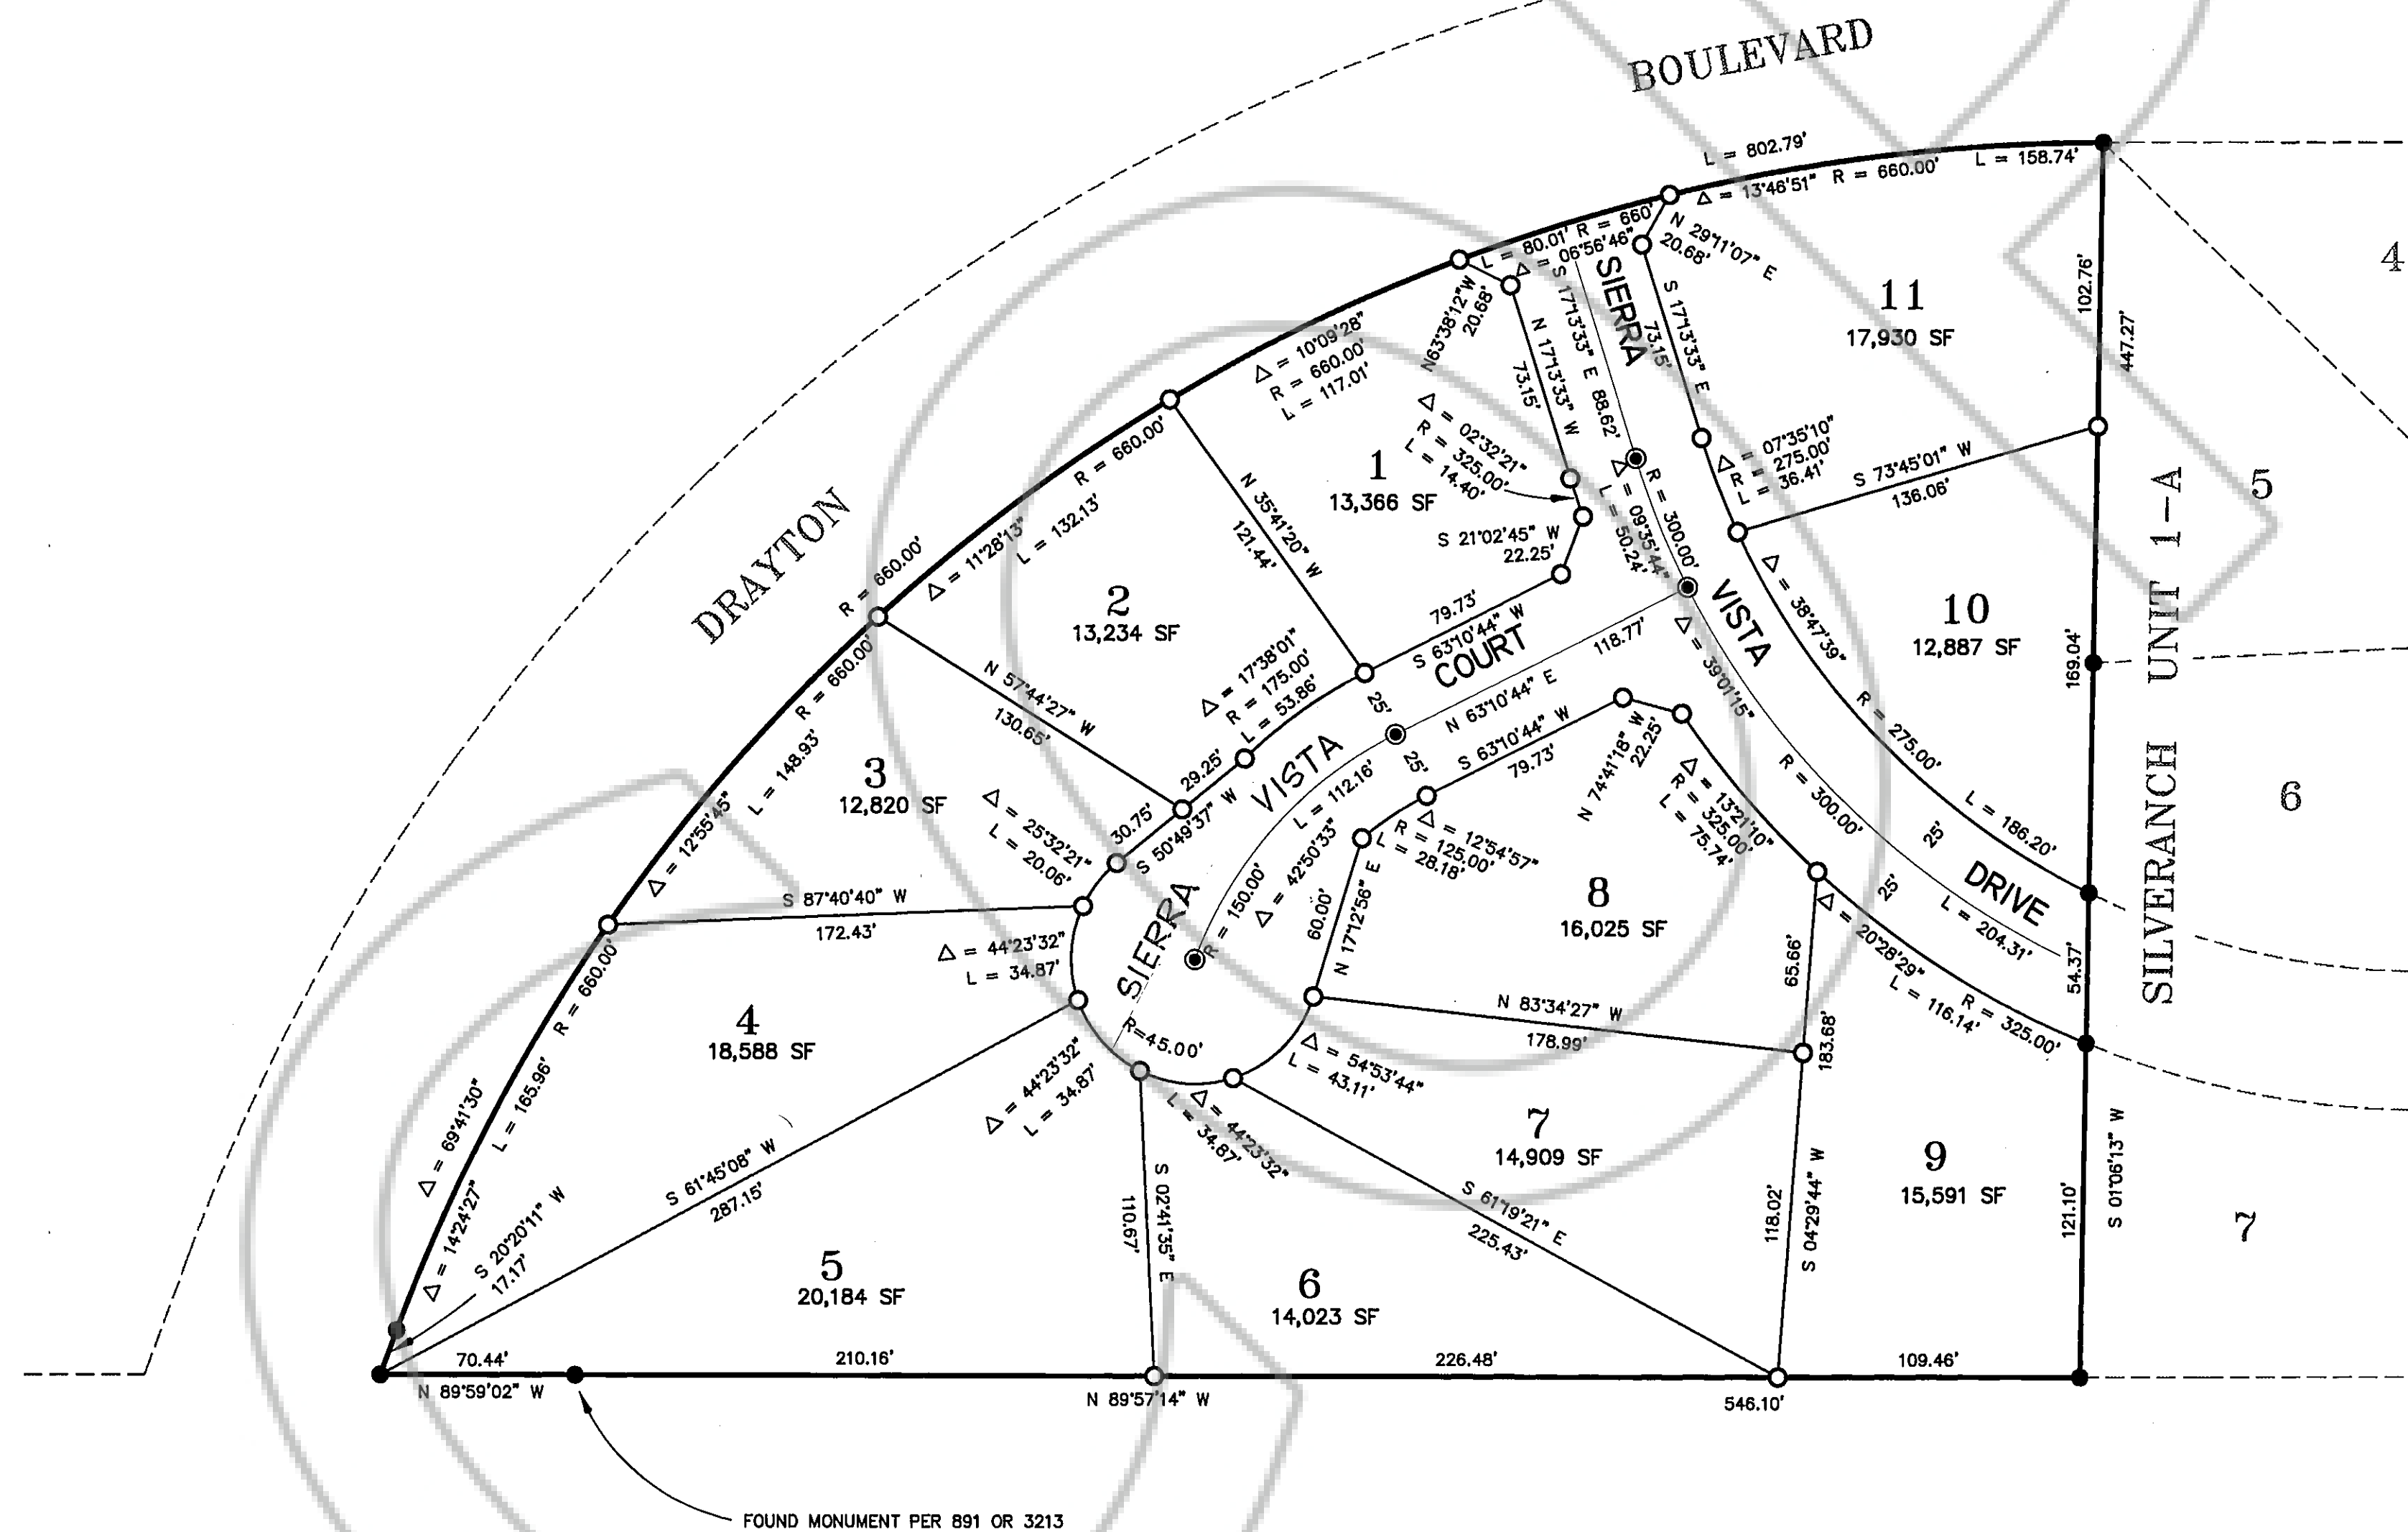 BOULEVARD
L = 802.79'
Δ = 13°46'51" R = 660.00' L = 158.74'
L = 80.01' R = 660'
Δ = 06°56'46"
N 29°11'07" E
20.68'
N63°38'12"W
20.68'
S 17°13'33" E 88.62'
SIERRA
S 17°13'33" E
73.15'
N 17°13'33" W
73.15'
11
17,930 SF
102.76'
447.27'
4
Δ = 10°09'28"
R = 660.00'
L = 117.01'
Δ = 02°32'21"
R = 325.00'
L = 14.40'
1
13,366 SF
Δ = 07°35'10"
R = 275.00'
L = 36.41'
S 73°45'01" W
136.06'
5
R = 660.00'
Δ = 11°28'13"
L = 132.13'
N 35°41'20" W
121.44'
S 21°02'45" W
22.25'
R = 300.00'
Δ = 09°35'44"
L = 50.24'
DRAYTON
R = 660.00'
2
13,234 SF
79.73'
S 63°10'44" W
COURT
118.77'
N 63°10'44" E
VISTA
Δ = 39°01'15"
Δ = 38°47'39"
10
12,887 SF
169.04'
SILVERANCH UNIT 1-A
R = 660.00'
L = 148.93'
Δ = 12°55'45"
N 57°44'27" W
130.65'
Δ = 17°38'01"
R = 175.00'
L = 53.86'
25'
25'
S 63°10'44" W
79.73'
N 74°41'18" W
22.25'
R = 275.00'
L = 186.20'
3
12,820 SF
29.25'
30.75'
S 50°49'37" W
VISTA
L = 112.16'
R = 150.00'
Δ = 42°50'33"
Δ = 12°54'57"
R = 125.00'
L = 28.18'
Δ = 13°21'10"
R = 325.00'
L = 75.74'
R = 300.00'
25'
25'
6
Δ = 25°32'21"
L = 20.06'
S 87°40'40" W
172.43'
SIERRA
60.00'
N 17°12'56" E
8
16,025 SF
DRIVE
L = 204.31'
Δ = 20°28'29"
L = 116.14'
R = 325.00'
54.37'
65.66'
R = 660.00'
Δ = 44°23'32"
L = 34.87'
4
18,588 SF
R=45.00'
N 83°34'27" W
178.99'
183.68'
L = 165.96'
Δ = 69°41'30"
Δ = 14°24'27"
Δ = 44°23'32"
L = 34.87'
Δ = 54°53'44"
L = 43.11'
Δ = 44°23'32"
L = 34.87'
7
14,909 SF
S 61°45'08" W
287.15'
S 20°20'11" W
17.17'
S 02°41'35" E
110.67'
S 61°19'21" E
225.43'
118.02'
S 04°29'44" W
9
15,591 SF
121.10'
S 01°06'13" W
7
5
20,184 SF
6
14,023 SF
70.44'
N 89°59'02" W
210.16'
N 89°57'14" W
226.48'
109.46'
546.10'
FOUND MONUMENT PER 891 OR 3213